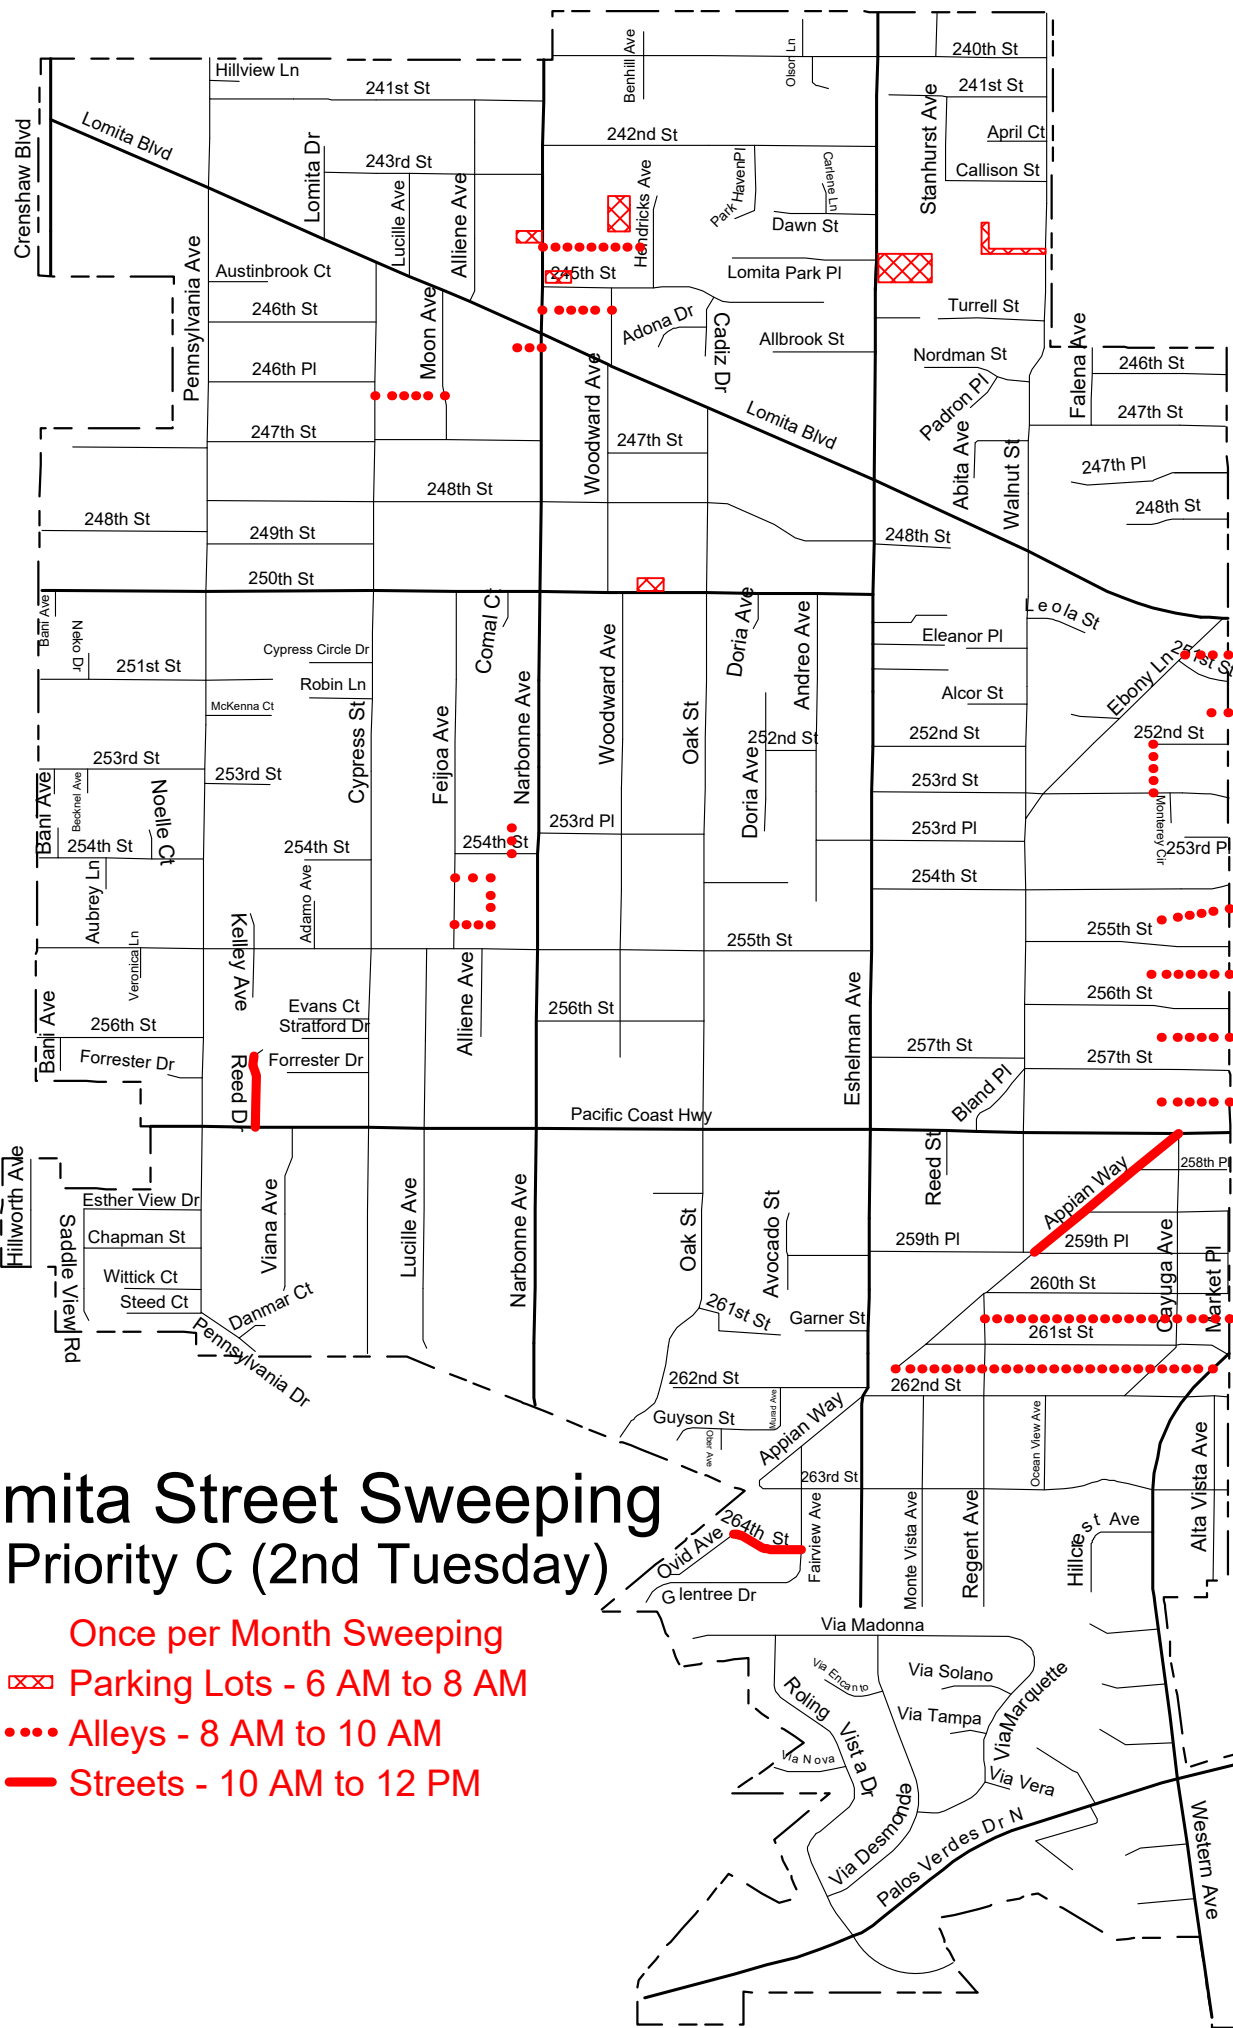 240th St
Benhill Ave
Olson Ln
Hillview Ln
241st St
241st St
Stanhurst Ave
Crenshaw Blvd
Lomita Blvd
242nd St
April Ct
Lomita Dr
243rd St
Callison St
Lucille Ave
Alliene Ave
Hendricks Ave
Park HavenPl
Carlene Ln
Dawn St
Pennsylvania Ave
Austinbrook Ct
245th St
Lomita Park Pl
246th St
Moon Ave
Adona Dr
Cadiz Dr
Allbrook St
Turrell St
Nordman St
Falena Ave
246th St
246th Pl
Woodward Ave
Padron Pl
247th St
Lomita Blvd
247th St
247th St
Abita Ave
Walnut St
247th Pl
248th St
248th St
248th St
249th St
248th St
250th St
Bani Ave
Neko Dr
Comal Ct
Doria Ave
Andreo Ave
Leola St
Eleanor Pl
251st St
Cypress Circle Dr
Robin Ln
Woodward Ave
251st St
Ebony Ln
McKenna Ct
Cypress St
Feijoa Ave
Narbonne Ave
Oak St
Alcor St
252nd St
252nd St
252nd St
253rd St
253rd St
253rd St
Bani Ave
Becknel Ave
Noelle Ct
Doria Ave
253rd Pl
253rd Pl
Monterey Cir
253rd Pl
254th St
254th St
254th St
254th St
Aubrey Ln
Adamo Ave
Kelley Ave
Veronica Ln
255th St
255th St
Alliene Ave
Eshelman Ave
256th St
Bani Ave
256th St
Evans Ct
256th St
Stratford Dr
Forrester Dr
Reed Dr
Forrester Dr
257th St
257th St
Bland Pl
Pacific Coast Hwy
Reed St
Hillworth Ave
Appian Way
258th Pl
Esther View Dr
Saddle View Rd
Chapman St
Viana Ave
Lucille Ave
Narbonne Ave
Oak St
Avocado St
259th Pl
259th Pl
Cayuga Ave
Market Pl
Wittick Ct
260th St
Steed Ct
Danmar Ct
261st St
Garner St
261st St
Pennsylvania Dr
262nd St
262nd St
Murad Ave
Guyson St
Ober Ave
Appian Way
Ocean View Ave
Alta Vista Ave
263rd St
mita Street Sweeping
Priority C (2nd Tuesday)
Ovid Ave
264th St
Fairview Ave
Monte Vista Ave
Regent Ave
Hillcrest Ave
Glentree Dr
Via Madonna
Once per Month Sweeping
Parking Lots - 6 AM to 8 AM
Alleys - 8 AM to 10 AM
Streets - 10 AM to 12 PM
Via Encanto
Via Solano
Via Marquette
Roling Vista Dr
Via Tampa
Via Nova
Via Vera
Via Desmonde
Palos Verdes Dr N
Western Ave